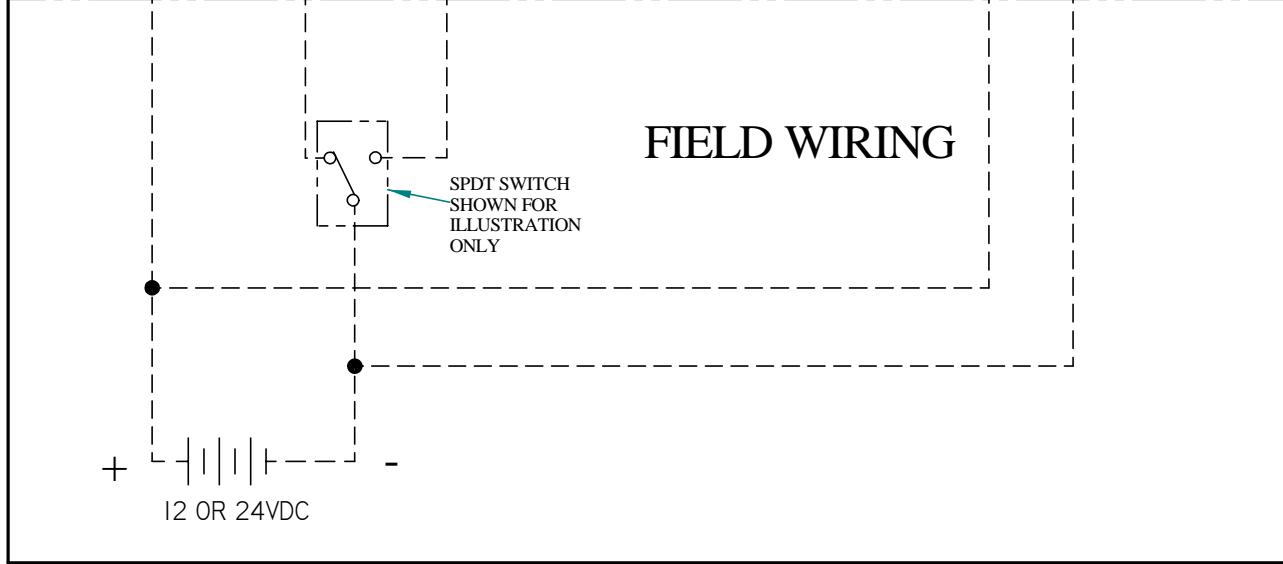 FIELD WIRING
SPDT SWITCH
SHOWN FOR
ILLUSTRATION
ONLY
+ -
12 OR 24VDC